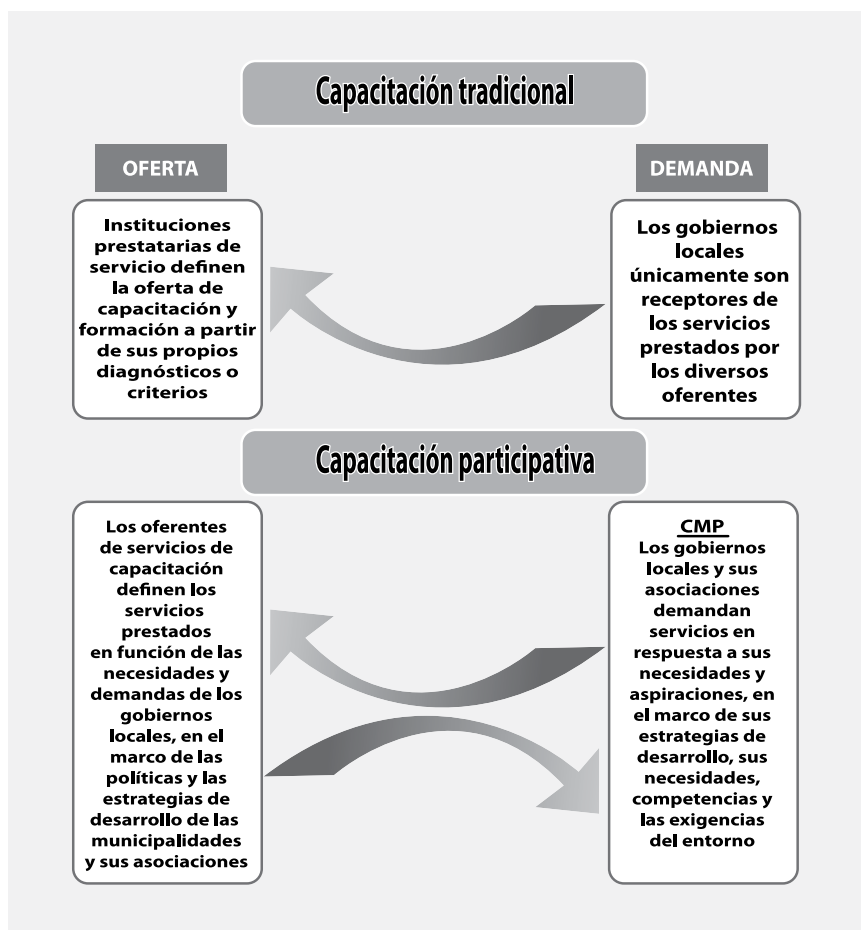 Capacitación tradicional
OFERTA
Instituciones
prestatarias de
servicio definen
la oferta de
capacitación y
formación a partir
de sus propios
diagnósticos o
criterios
DEMANDA
Los gobiernos
locales
únicamente son
receptores de
los servicios
prestados por
los diversos
oferentes
Capacitación participativa
Los oferentes
de servicios de
capacitación
definen los
servicios
prestados
en función de las
necesidades y
demandas de los
gobiernos
locales, en el
marco de las
políticas y las
estrategias de
desarrollo de las
municipalidades
y sus asociaciones
CMP
Los gobiernos
locales y sus
asociaciones
demandan
servicios en
respuesta a sus
necesidades y
aspiraciones, en
el marco de sus
estrategias de
desarrollo, sus
necesidades,
competencias y
las exigencias
del entorno